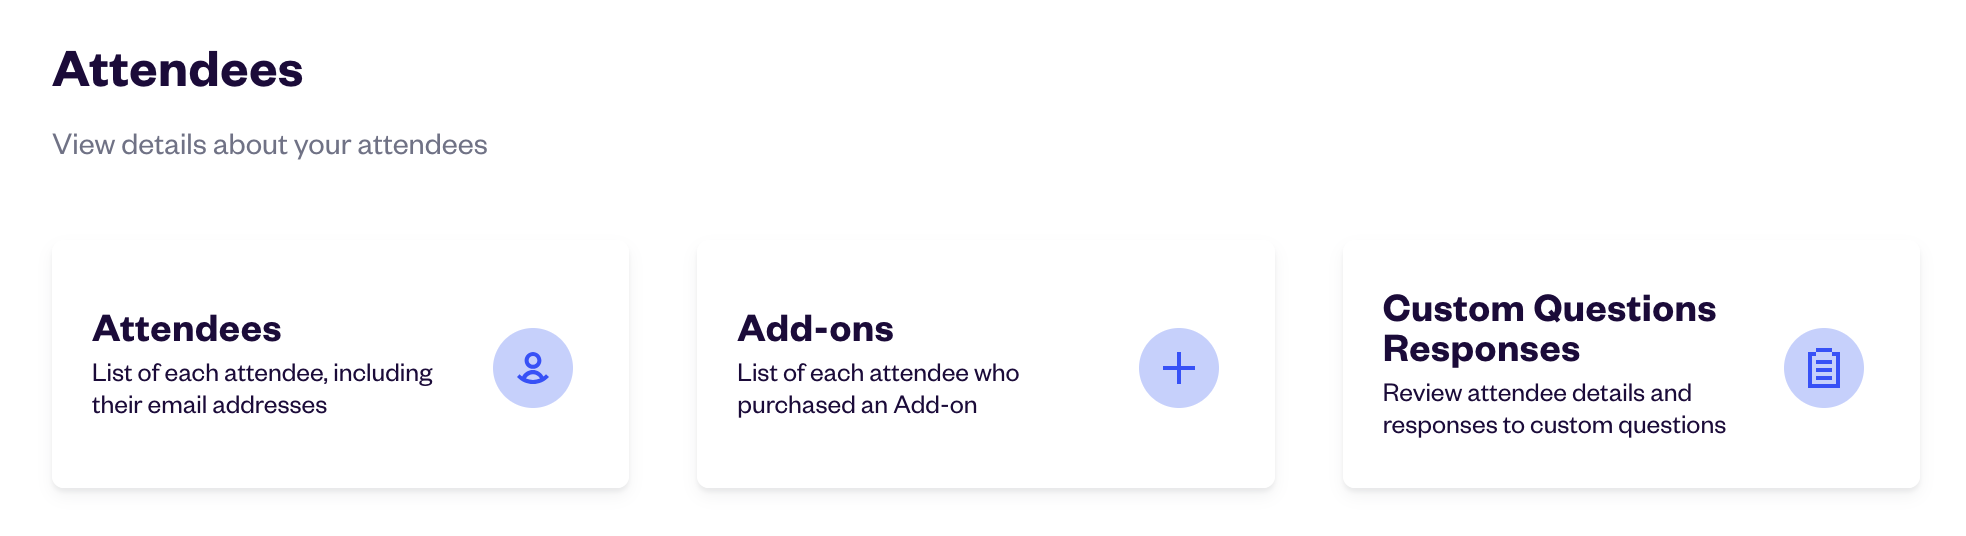 Attendees
View details about your attendees
Attendees
List of each attendee, including
their email addresses
Add-ons
List of each attendee who
purchased an Add-on
Custom Questions
Responses
Review attendee details and
responses to custom questions